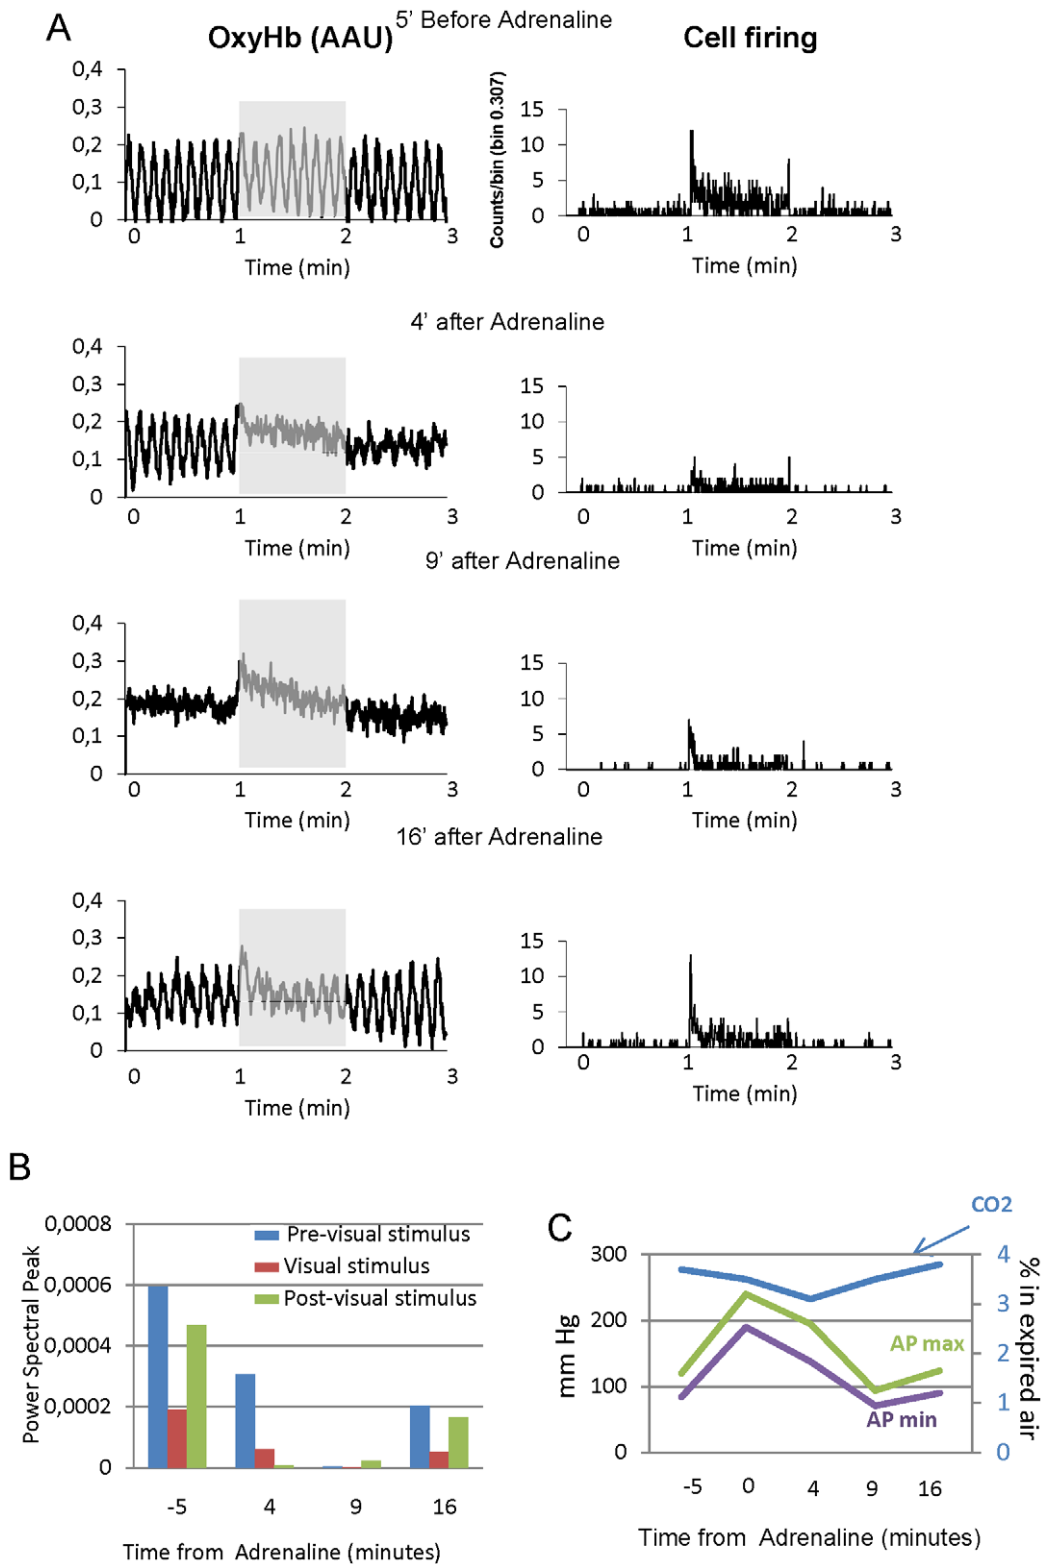 A
5' Before Adrenaline
OxyHb (AAU)
Cell firing
0,4
0,3
0,2
0,1
0
0 1 2 3
Time (min)
Counts/bin (bin 0.307)
15
10
5
0
0 1 2 3
Time (min)
4' after Adrenaline
0,4
0,3
0,2
0,1
0
0 1 2 3
Time (min)
15
10
5
0
0 1 2 3
Time (min)
9' after Adrenaline
0,4
0,3
0,2
0,1
0
0 1 2 3
Time (min)
15
10
5
0
0 1 2 3
Time (min)
16' after Adrenaline
0,4
0,3
0,2
0,1
0
0 1 2 3
Time (min)
15
10
5
0
0 1 2 3
Time (min)
B
Power Spectral Peak
0,0008
0,0006
0,0004
0,0002
0
Pre-visual stimulus
Visual stimulus
Post-visual stimulus
-5 4 9 16
Time from Adrenaline (minutes)
C
CO2
mm Hg
300
200
100
0
AP max
AP min
4
3
2
1
0
% in expired air
-5 0 4 9 16
Time from Adrenaline (minutes)